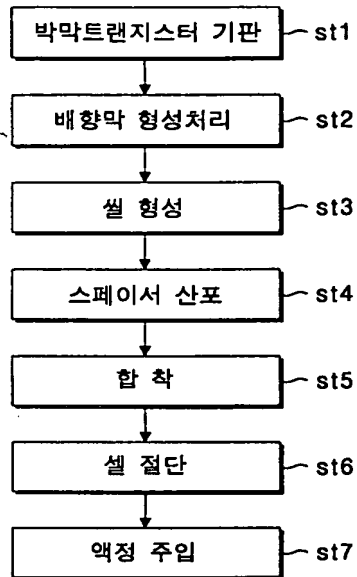 박막트랜지스터 기판 st1
배향막 형성처리 st2
씰 형성 st3
스페이서 산포 st4
합 착 st5
셀 절단 st6
액정 주입 st7